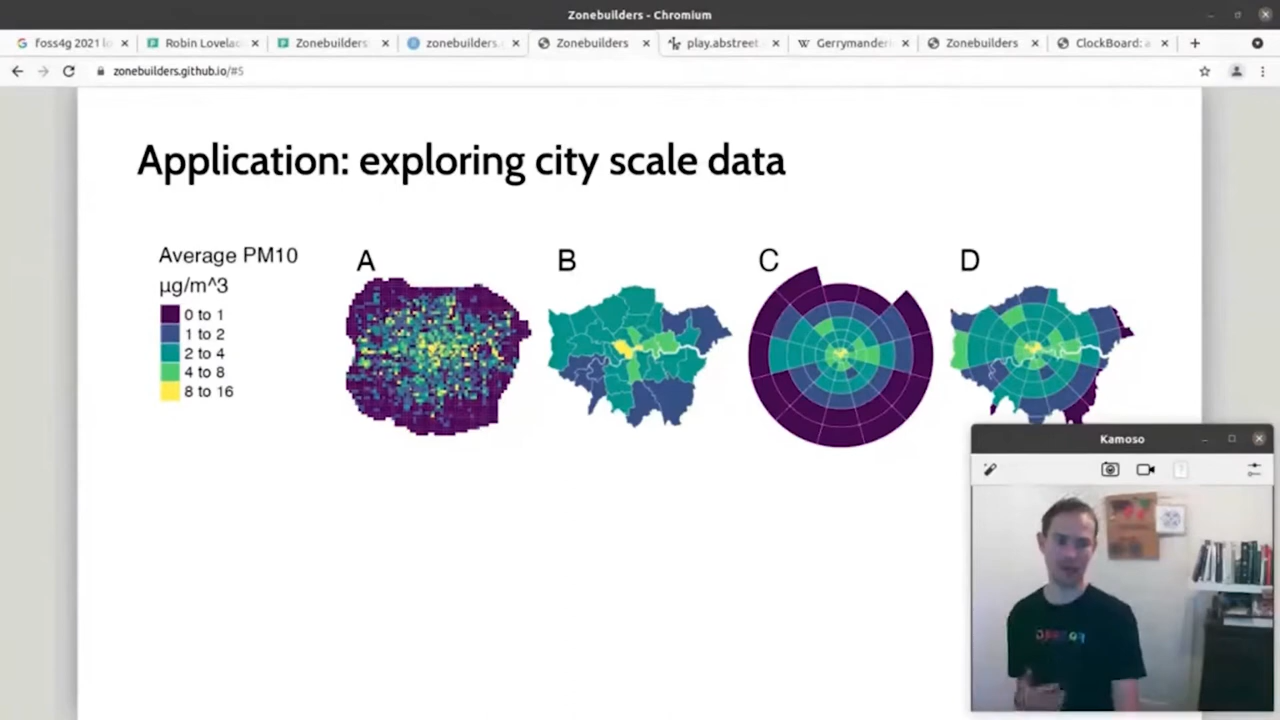 Zonebuilders - Chromium
foss4g 2021 lo
Robin Lovelac
Zonebuilders
zonebuilders.
Zonebuilders
play.abstreet
Gerrymander
Zonebuilders
ClockBoard: a
zonebuilders.github.io/#5
Application: exploring city scale data
Average PM10
µg/m^3
0 to 1
1 to 2
2 to 4
4 to 8
8 to 16
A
B
C
D
Kamoso